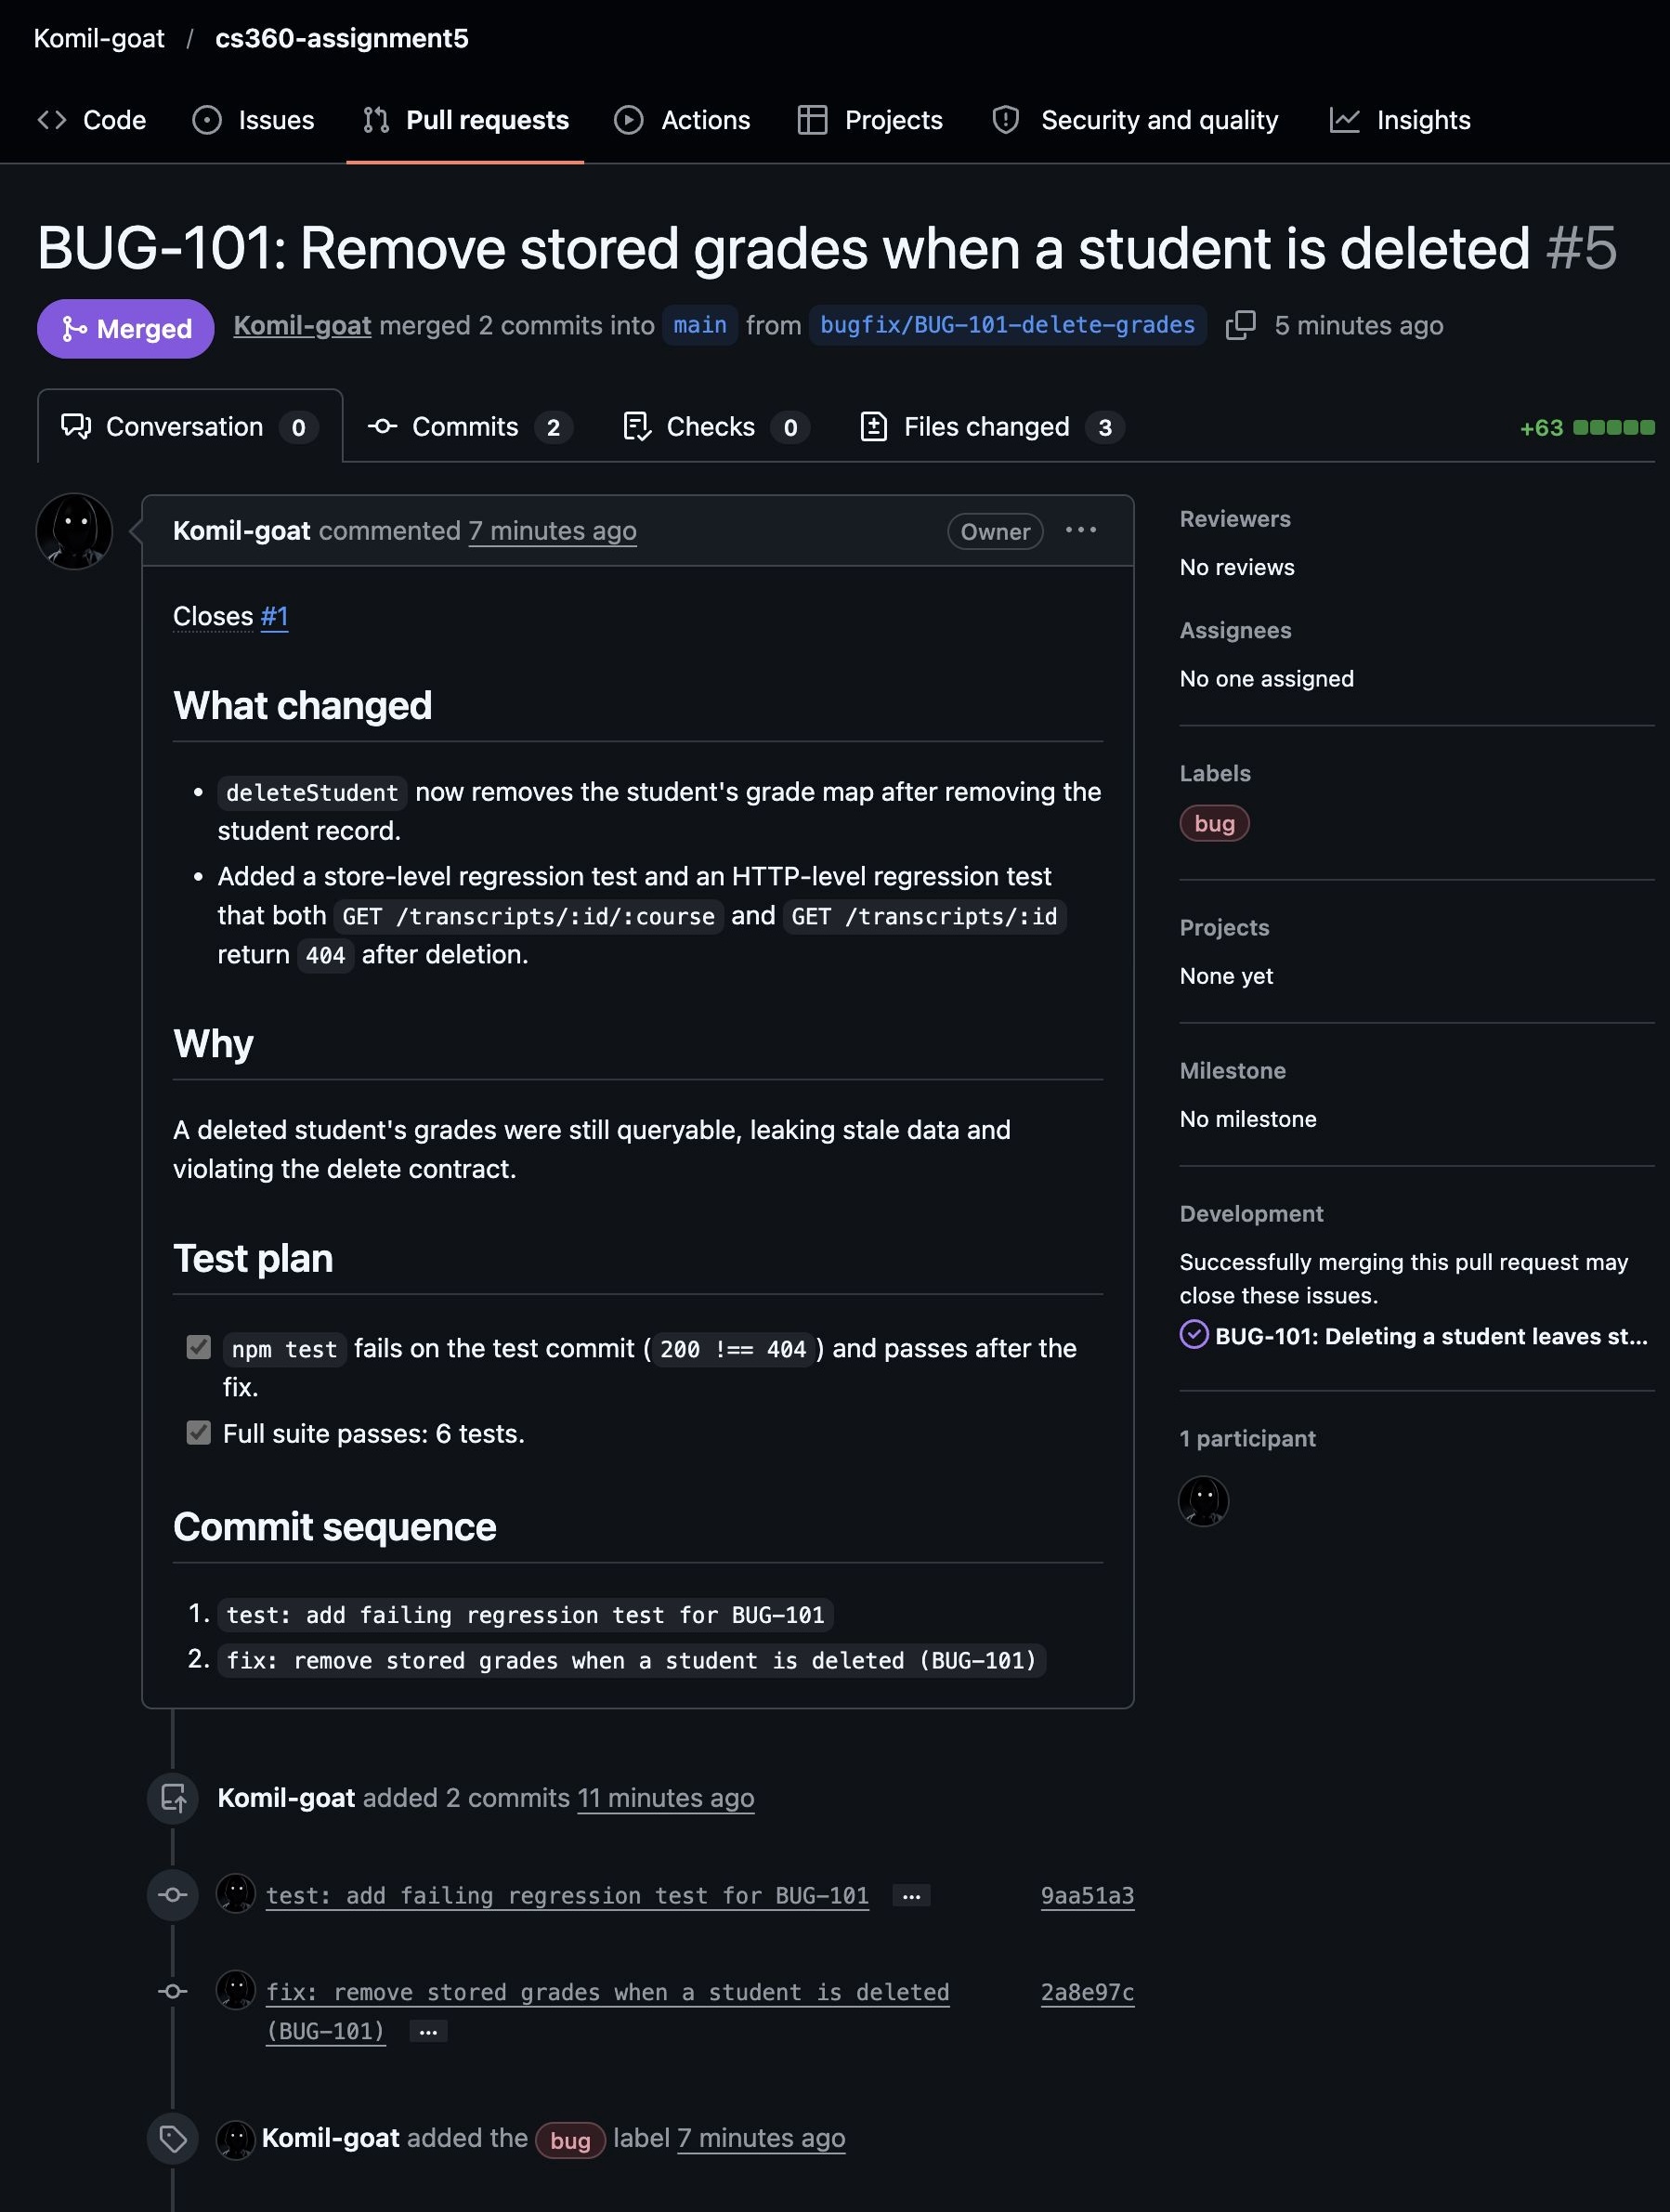 Komil-goat / cs360-assignment5
Code Issues Pull requests Actions Projects Security and quality Insights
BUG-101: Remove stored grades when a student is deleted #5
Merged Komil-goat merged 2 commits into main from bugfix/BUG-101-delete-grades 5 minutes ago
Conversation 0 Commits 2 Checks 0 Files changed 3 +63
Komil-goat commented 7 minutes ago Owner
Closes #1
What changed
deleteStudent now removes the student's grade map after removing the
student record.
Added a store-level regression test and an HTTP-level regression test
that both GET /transcripts/:id/:course and GET /transcripts/:id
return 404 after deletion.
Why
A deleted student's grades were still queryable, leaking stale data and
violating the delete contract.
Test plan
npm test fails on the test commit ( 200 !== 404 ) and passes after the
fix.
Full suite passes: 6 tests.
Commit sequence
1. test: add failing regression test for BUG-101
2. fix: remove stored grades when a student is deleted (BUG-101)
Reviewers
No reviews
Assignees
No one assigned
Labels
bug
Projects
None yet
Milestone
No milestone
Development
Successfully merging this pull request may
close these issues.
BUG-101: Deleting a student leaves st...
1 participant
Komil-goat added 2 commits 11 minutes ago
test: add failing regression test for BUG-101 ... 9aa51a3
fix: remove stored grades when a student is deleted 2a8e97c
(BUG-101) ...
Komil-goat added the bug label 7 minutes ago